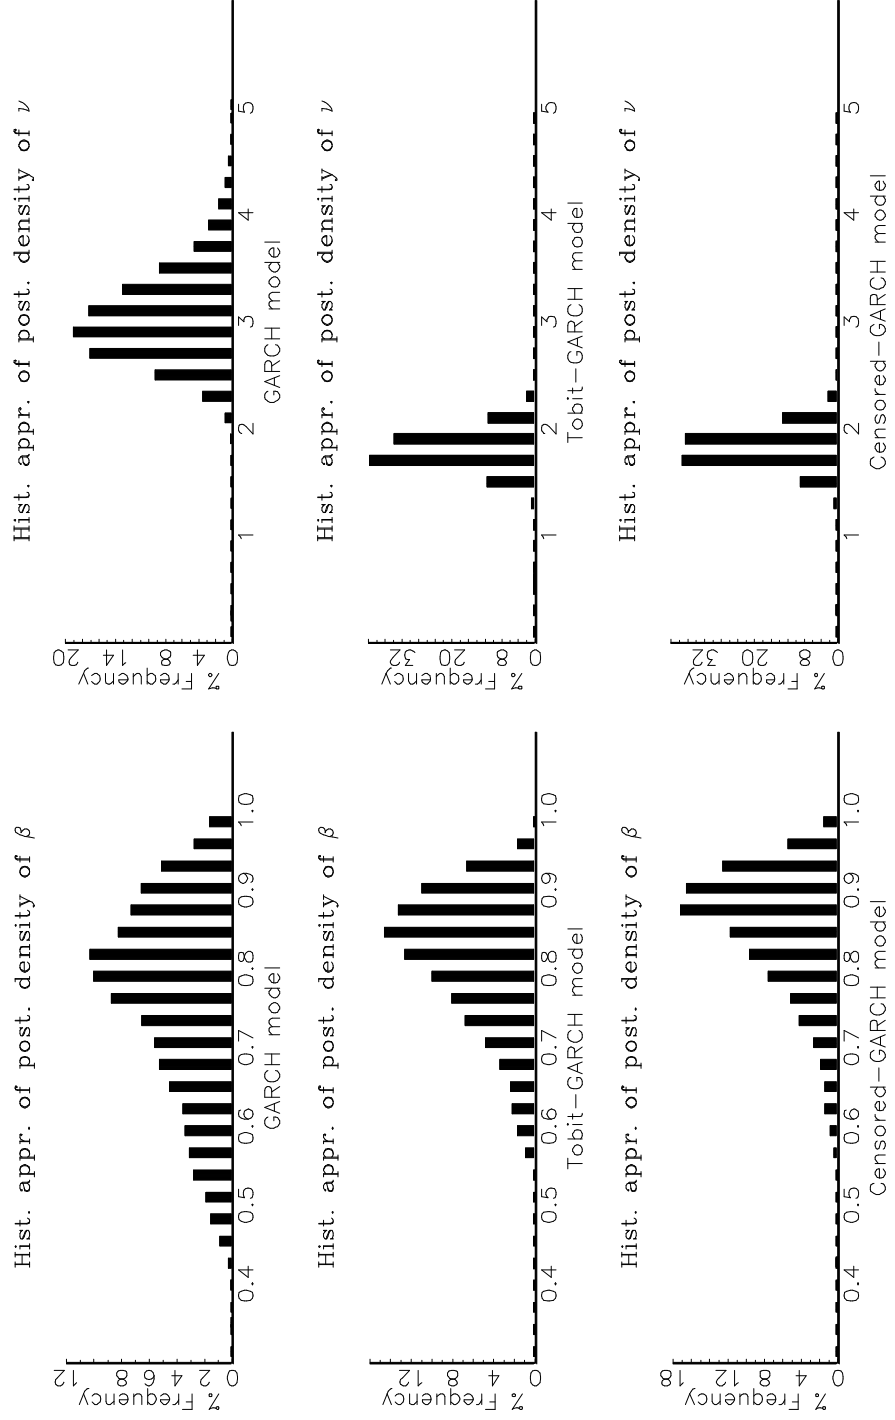 Hist. appr. of post. density of β
% Frequency
12
8
6
4
2
0
0.4 0.5 0.6 0.7 0.8 0.9 1.0
GARCH model
Hist. appr. of post. density of ν
% Frequency
20
14
8
4
0
1 2 3 4 5
GARCH model
Hist. appr. of post. density of β
% Frequency
12
8
4
0
0.4 0.5 0.6 0.7 0.8 0.9 1.0
Tobit-GARCH model
Hist. appr. of post. density of ν
% Frequency
32
20
8
0
1 2 3 4 5
Tobit-GARCH model
Hist. appr. of post. density of β
% Frequency
18
12
6
0
0.4 0.5 0.6 0.7 0.8 0.9 1.0
Censored-GARCH model
Hist. appr. of post. density of ν
% Frequency
32
20
8
0
1 2 3 4 5
Censored-GARCH model